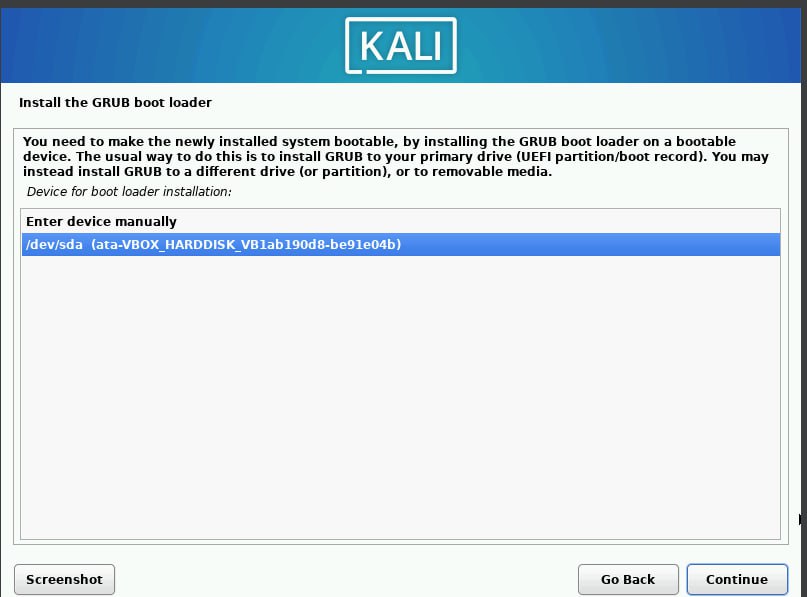 KALI
Install the GRUB boot loader
You need to make the newly installed system bootable, by installing the GRUB boot loader on a bootable
device. The usual way to do this is to install GRUB to your primary drive (UEFI partition/boot record). You may
instead install GRUB to a different drive (or partition), or to removable media.
Device for boot loader installation:
Enter device manually
/dev/sda (ata-VBOX_HARDDISK_VB1ab190d8-be91e04b)
Screenshot
Go Back
Continue